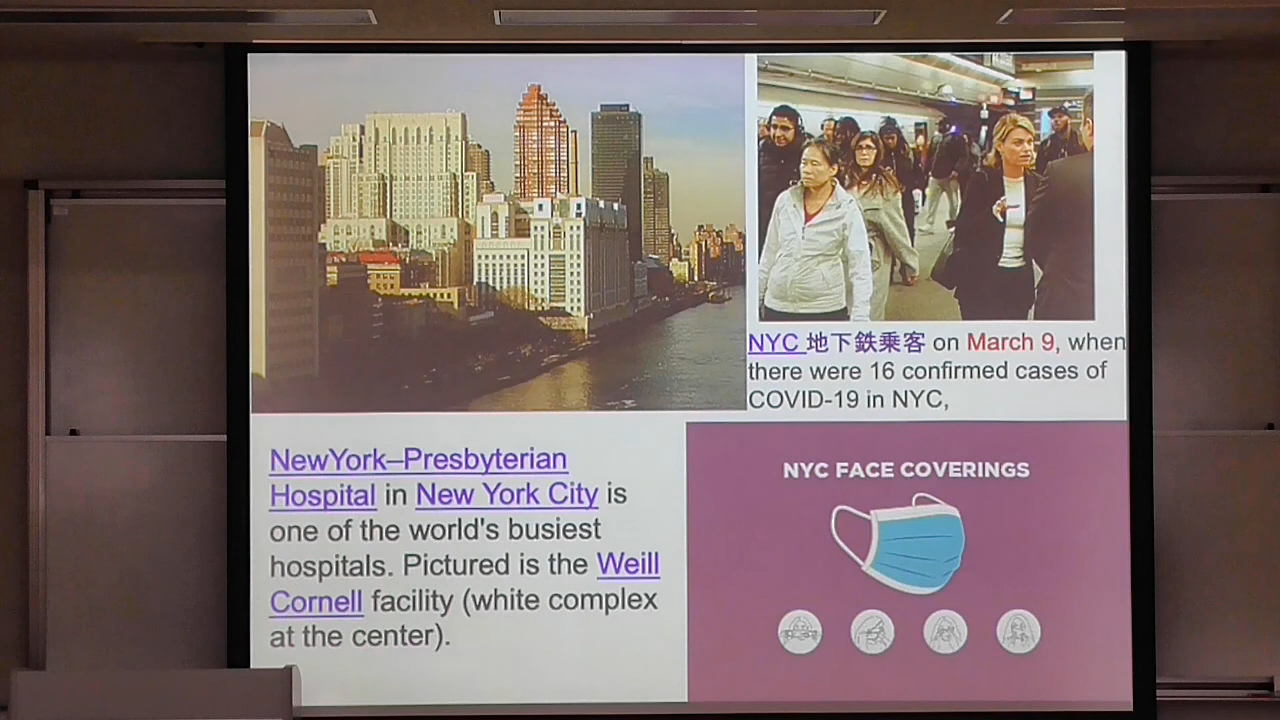 NYC 地下鉄乗客 on March 9, when
there were 16 confirmed cases of
COVID-19 in NYC,
NewYork–Presbyterian
Hospital in New York City is
one of the world's busiest
hospitals. Pictured is the Weill
Cornell facility (white complex
at the center).
NYC FACE COVERINGS